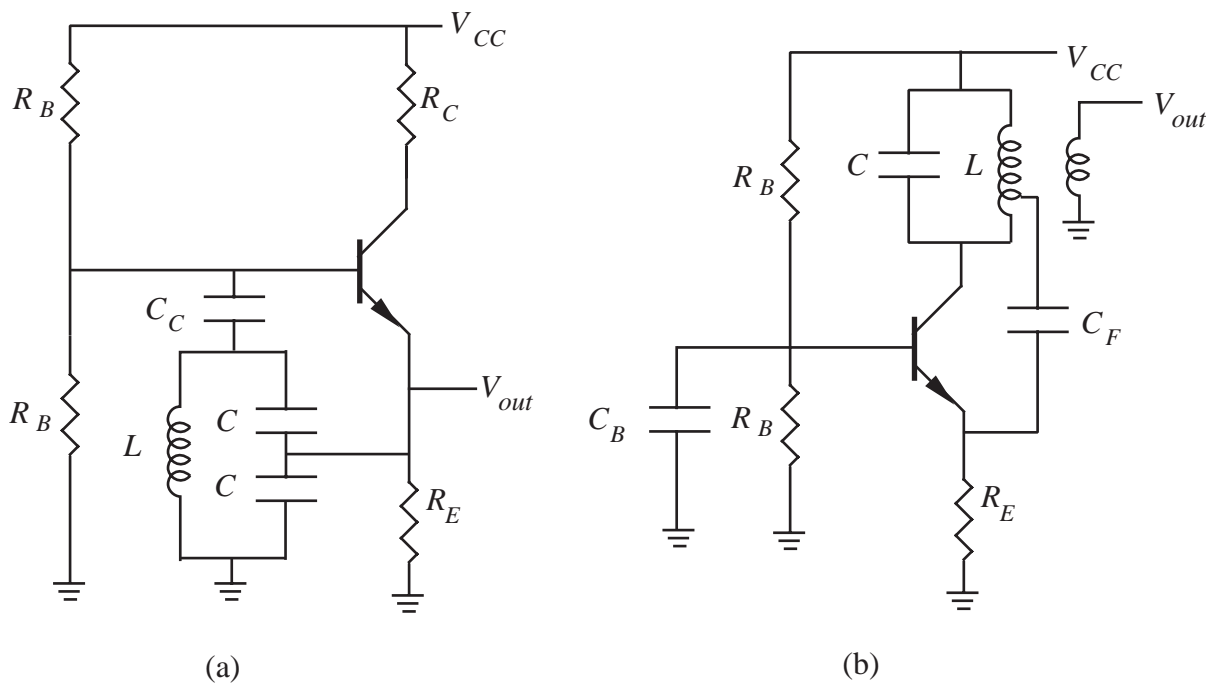 V_CC
R_B
R_C
C_C
R_B
L
C
C
V_out
R_E
(a)
V_CC
V_out
C
L
R_B
C_F
C_B
R_B
R_E
(b)